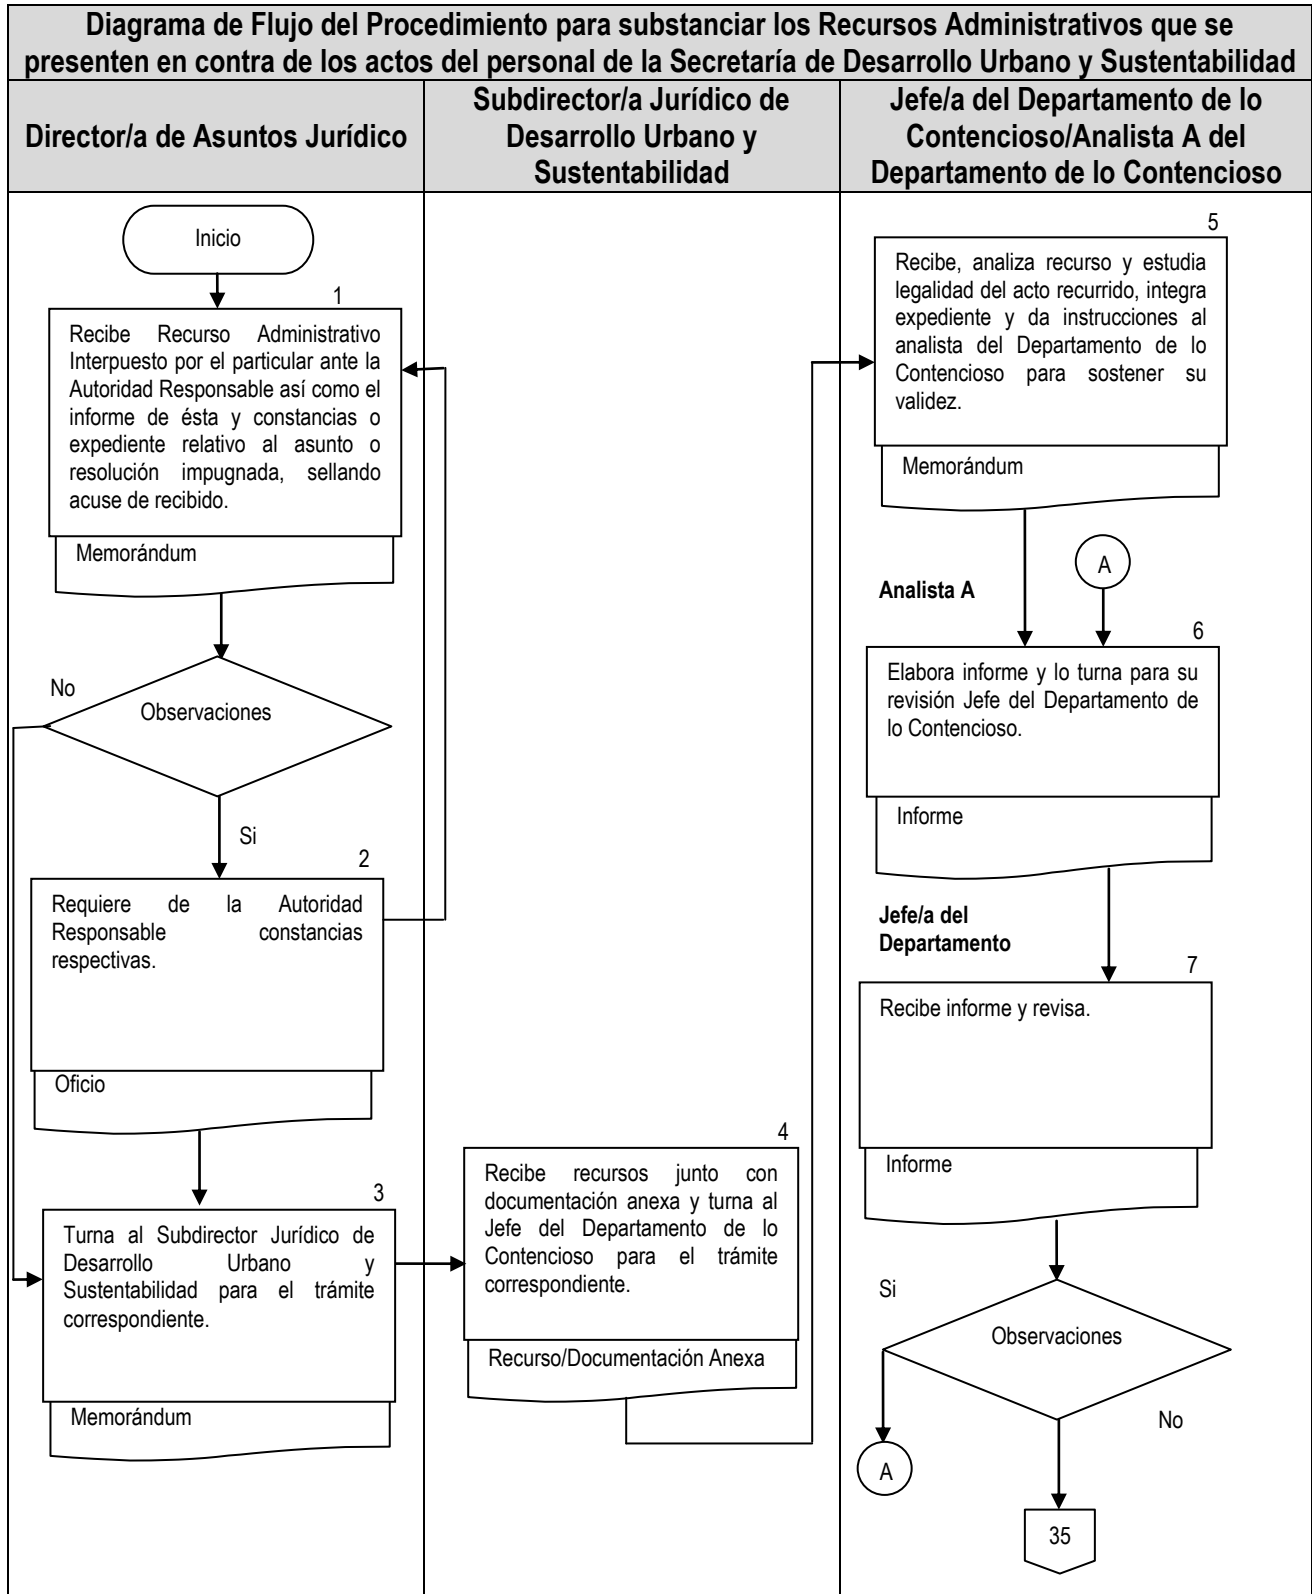 Diagrama de Flujo del Procedimiento para substanciar los Recursos Administrativos que se
presenten en contra de los actos del personal de la Secretaría de Desarrollo Urbano y Sustentabilidad
Director/a de Asuntos Jurídico
Subdirector/a Jurídico de
Desarrollo Urbano y
Sustentabilidad
Jefe/a del Departamento de lo
Contencioso/Analista A del
Departamento de lo Contencioso
Inicio
1
Recibe Recurso Administrativo
Interpuesto por el particular ante la
Autoridad Responsable así como el
informe de ésta y constancias o
expediente relativo al asunto o
resolución impugnada, sellando
acuse de recibido.
Memorándum
No
Observaciones
Si
2
Requiere de la Autoridad
Responsable constancias
respectivas.
Oficio
3
Turna al Subdirector Jurídico de
Desarrollo Urbano y
Sustentabilidad para el trámite
correspondiente.
Memorándum
4
Recibe recursos junto con
documentación anexa y turna al
Jefe del Departamento de lo
Contencioso para el trámite
correspondiente.
Recurso/Documentación Anexa
5
Recibe, analiza recurso y estudia
legalidad del acto recurrido, integra
expediente y da instrucciones al
analista del Departamento de lo
Contencioso para sostener su
validez.
Memorándum
A
Analista A
6
Elabora informe y lo turna para su
revisión Jefe del Departamento de
lo Contencioso.
Informe
Jefe/a del
Departamento
7
Recibe informe y revisa.
Informe
Si
Observaciones
No
A
35